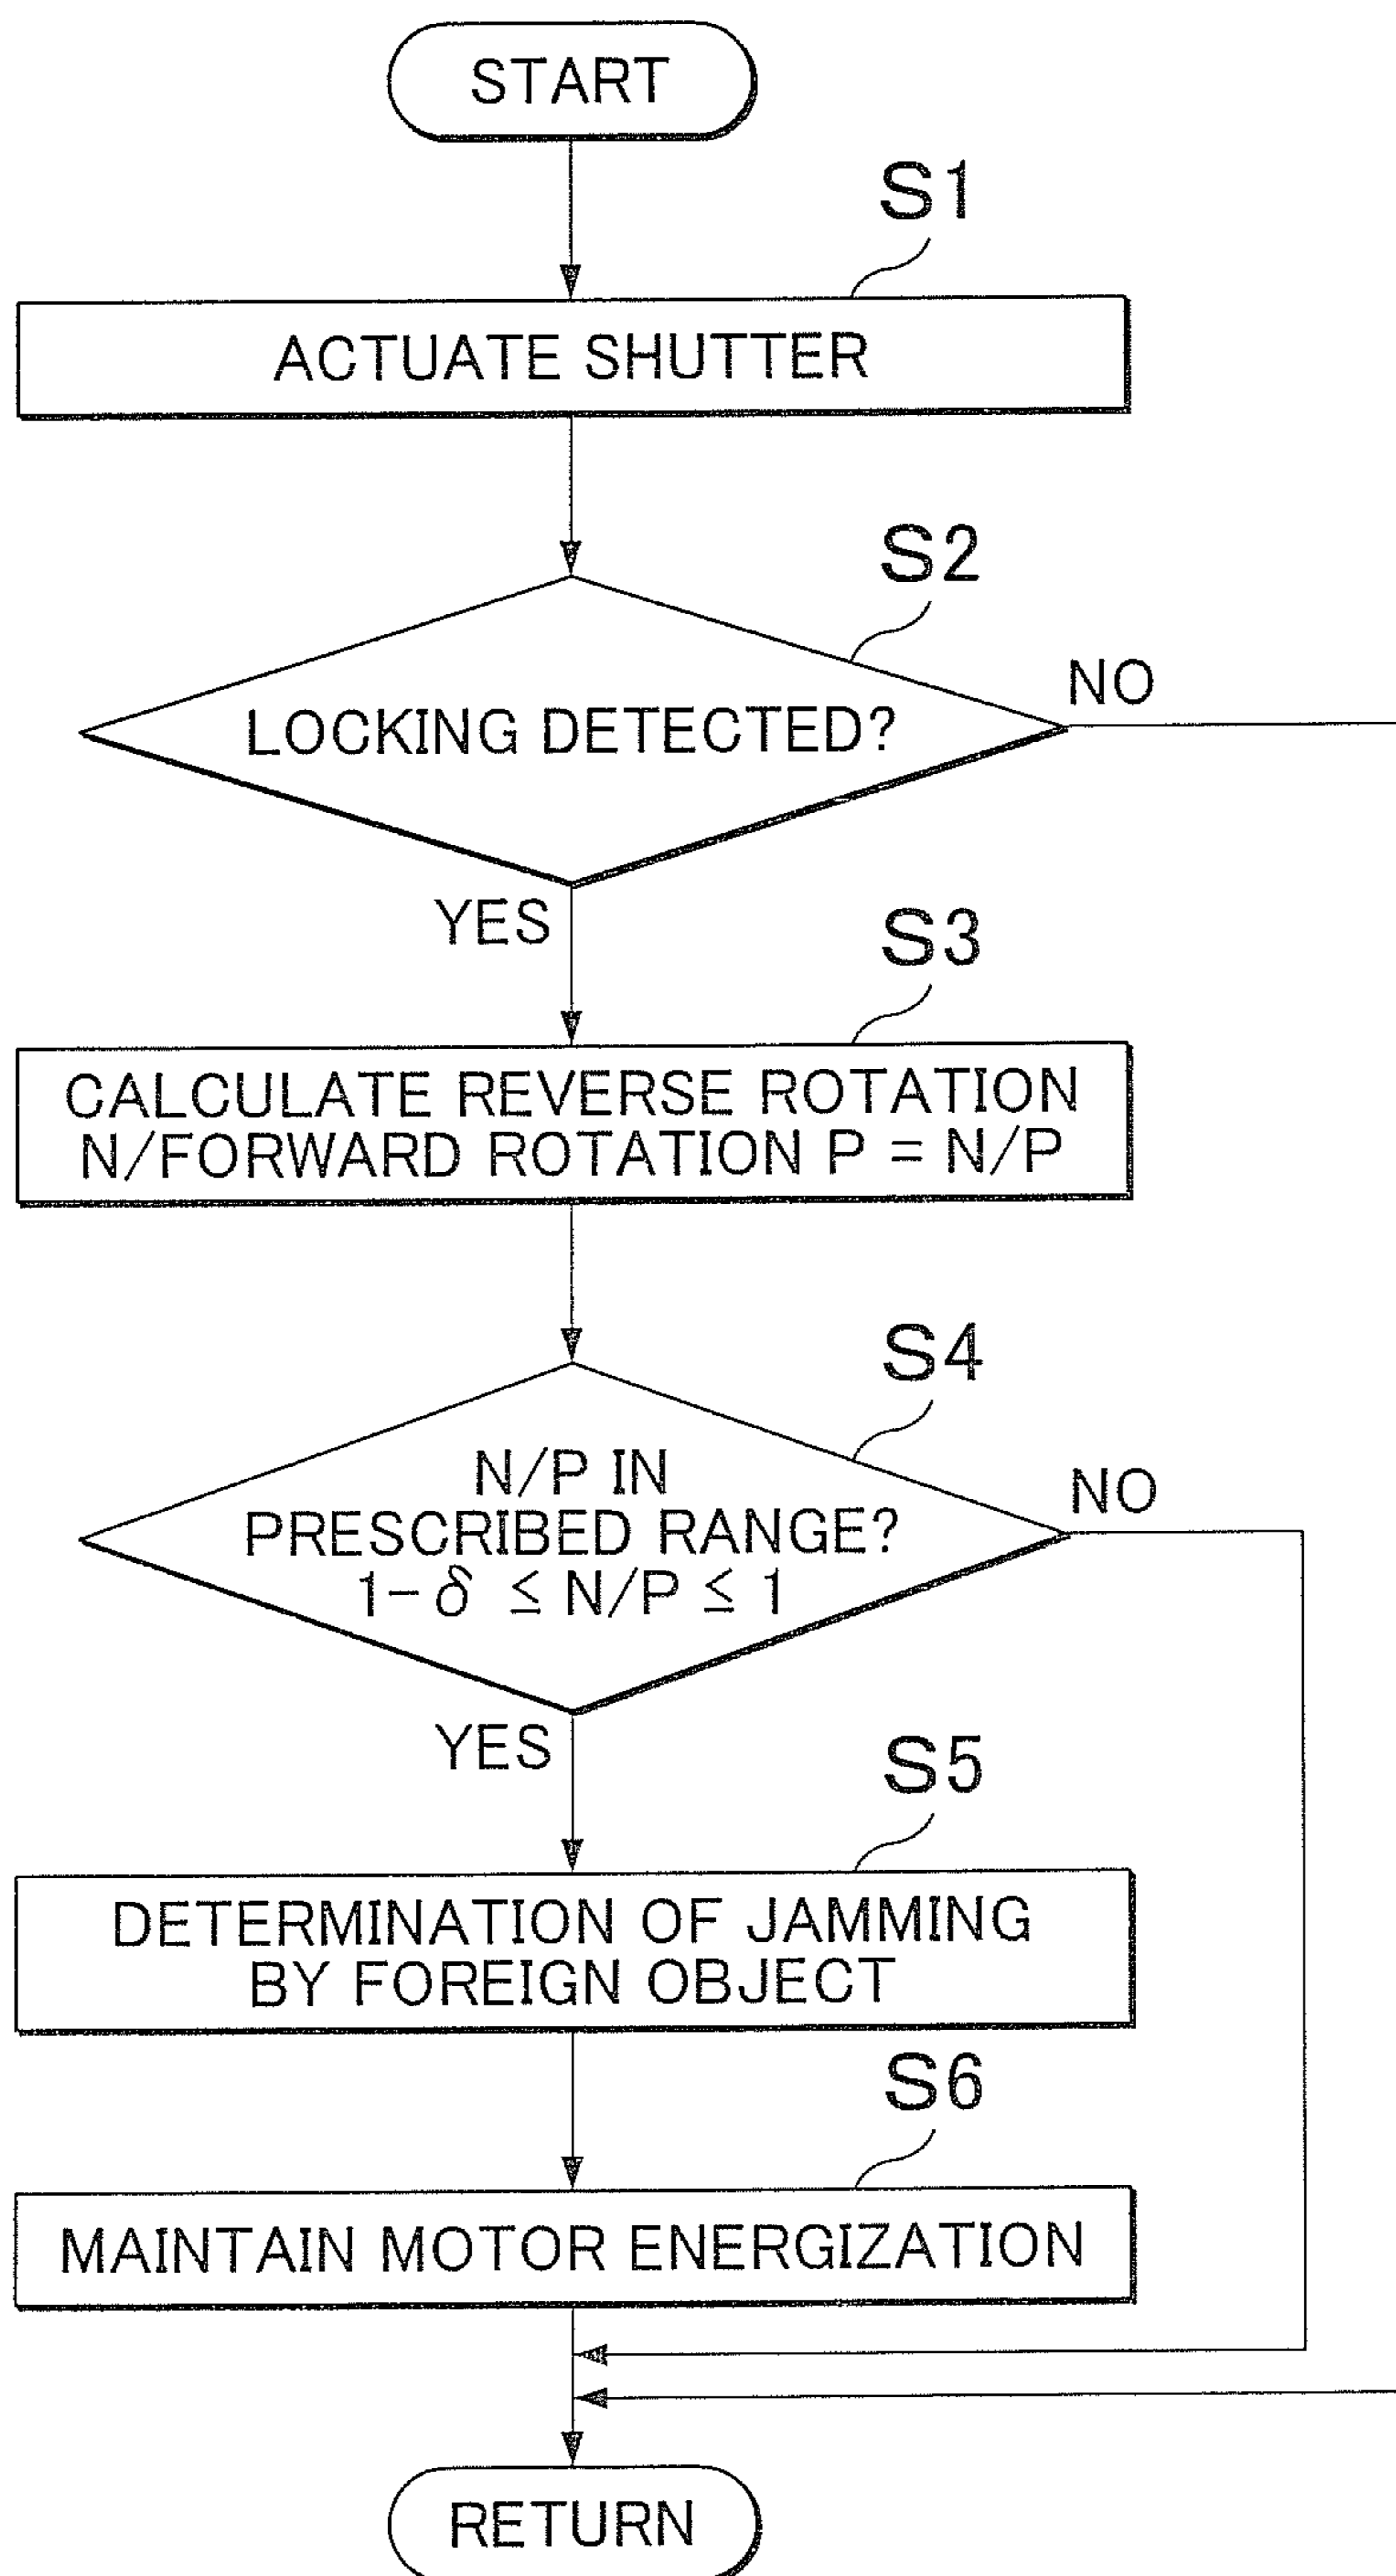 START
S1
ACTUATE SHUTTER
S2
LOCKING DETECTED?
NO
YES
S3
CALCULATE REVERSE ROTATION
N/FORWARD ROTATION P = N/P
S4
N/P IN
PRESCRIBED RANGE?
1-δ ≤ N/P ≤ 1
NO
YES
S5
DETERMINATION OF JAMMING
BY FOREIGN OBJECT
S6
MAINTAIN MOTOR ENERGIZATION
RETURN